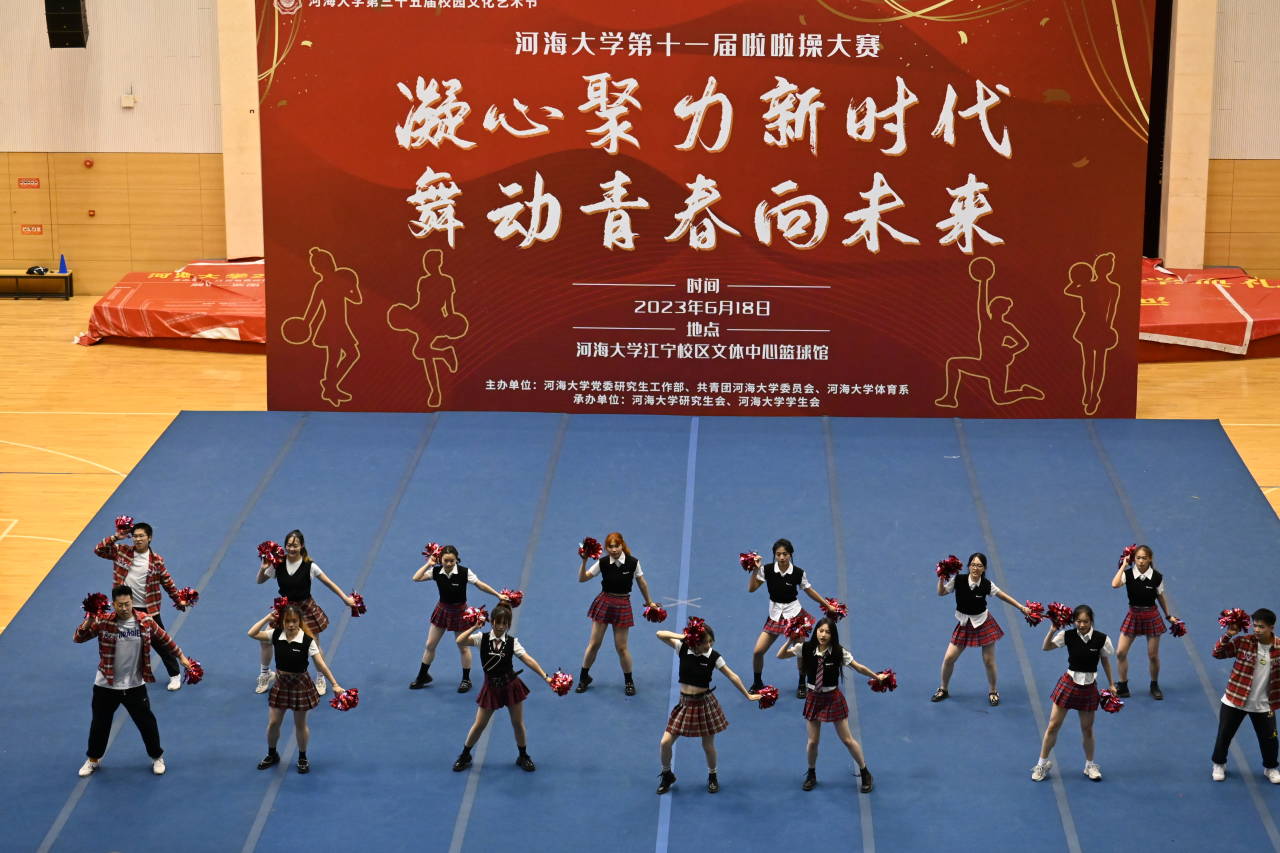 河海大学第三十五届校园文化艺术节
河海大学第十一届啦啦操大赛
凝心聚力新时代
舞动青春向未来
时间
2023年6月18日
地点
河海大学江宁校区文体中心篮球馆
主办单位：河海大学党委研究生工作部、共青团河海大学委员会、河海大学体育系
承办单位：河海大学研究生会、河海大学学生会
河海大学